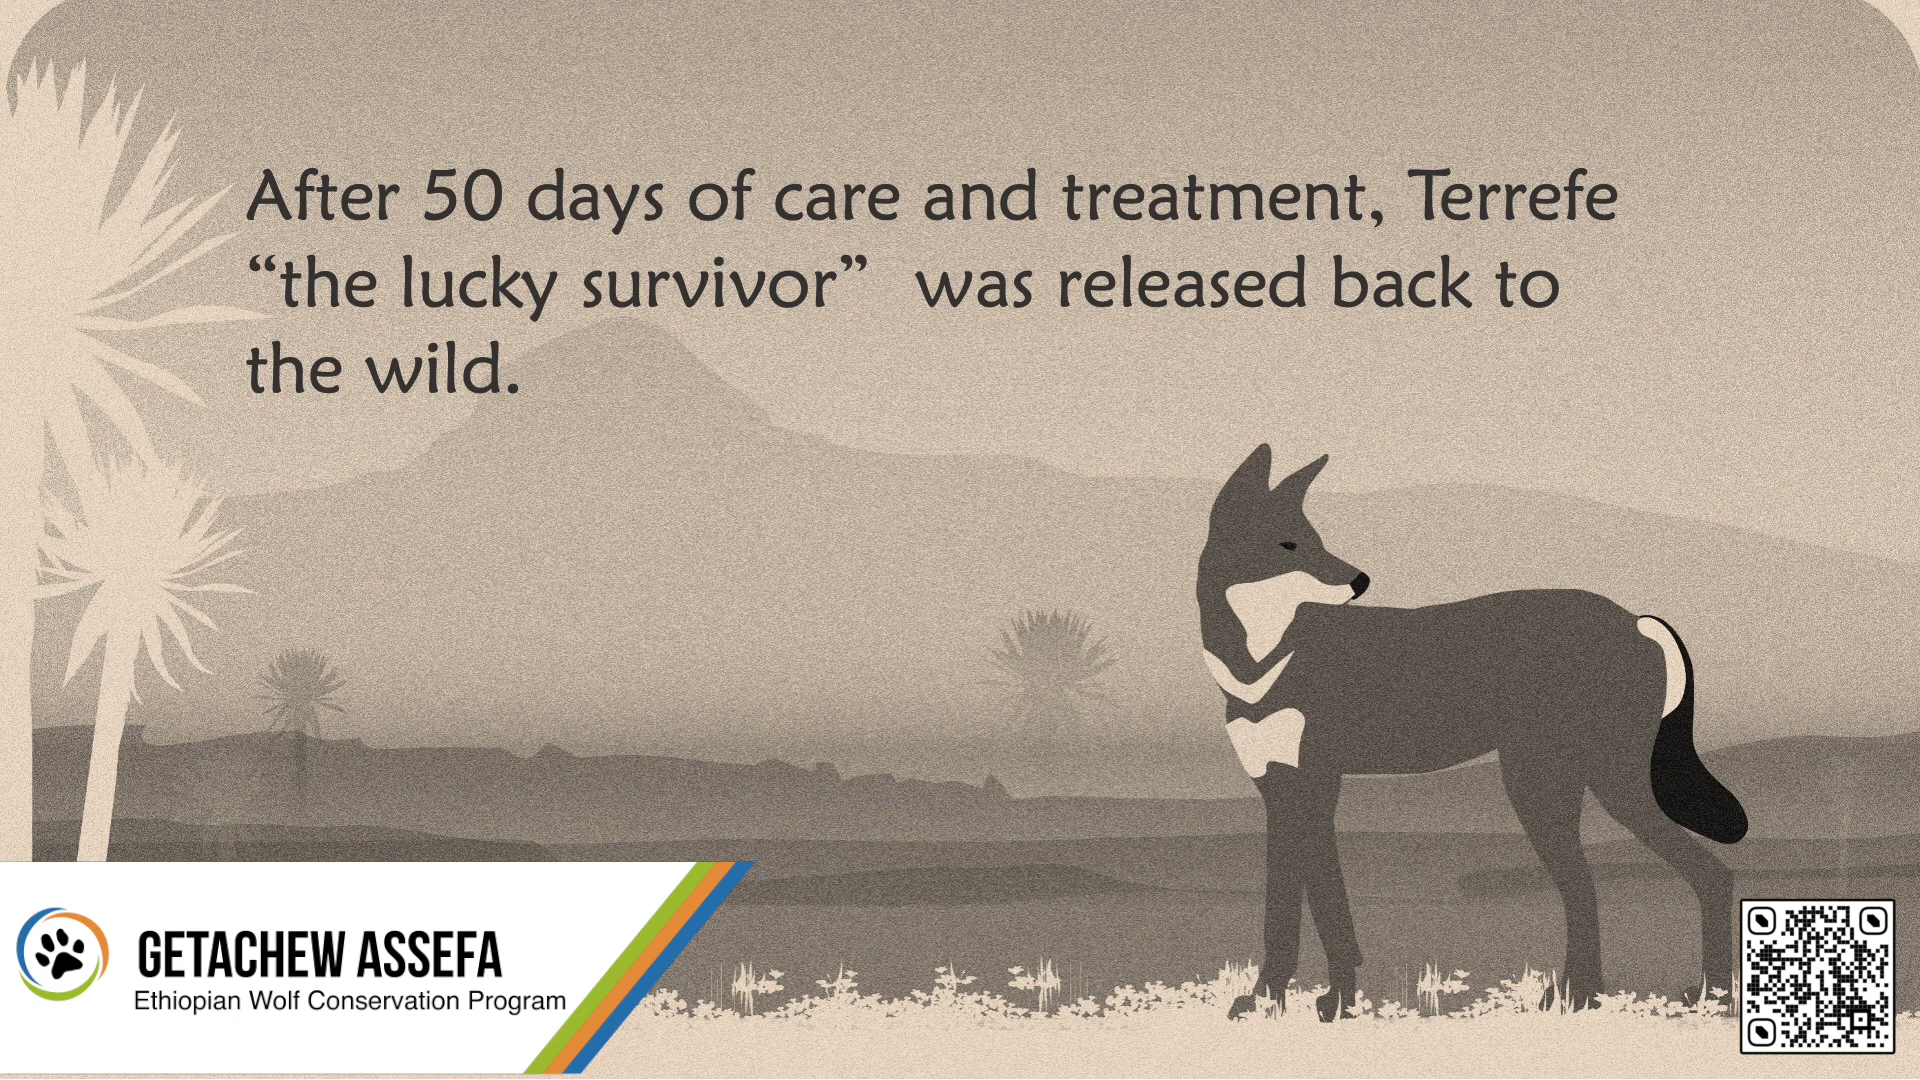 After 50 days of care and treatment, Terrefe
“the lucky survivor” was released back to
the wild.
GETACHEW ASSEFA
Ethiopian Wolf Conservation Program